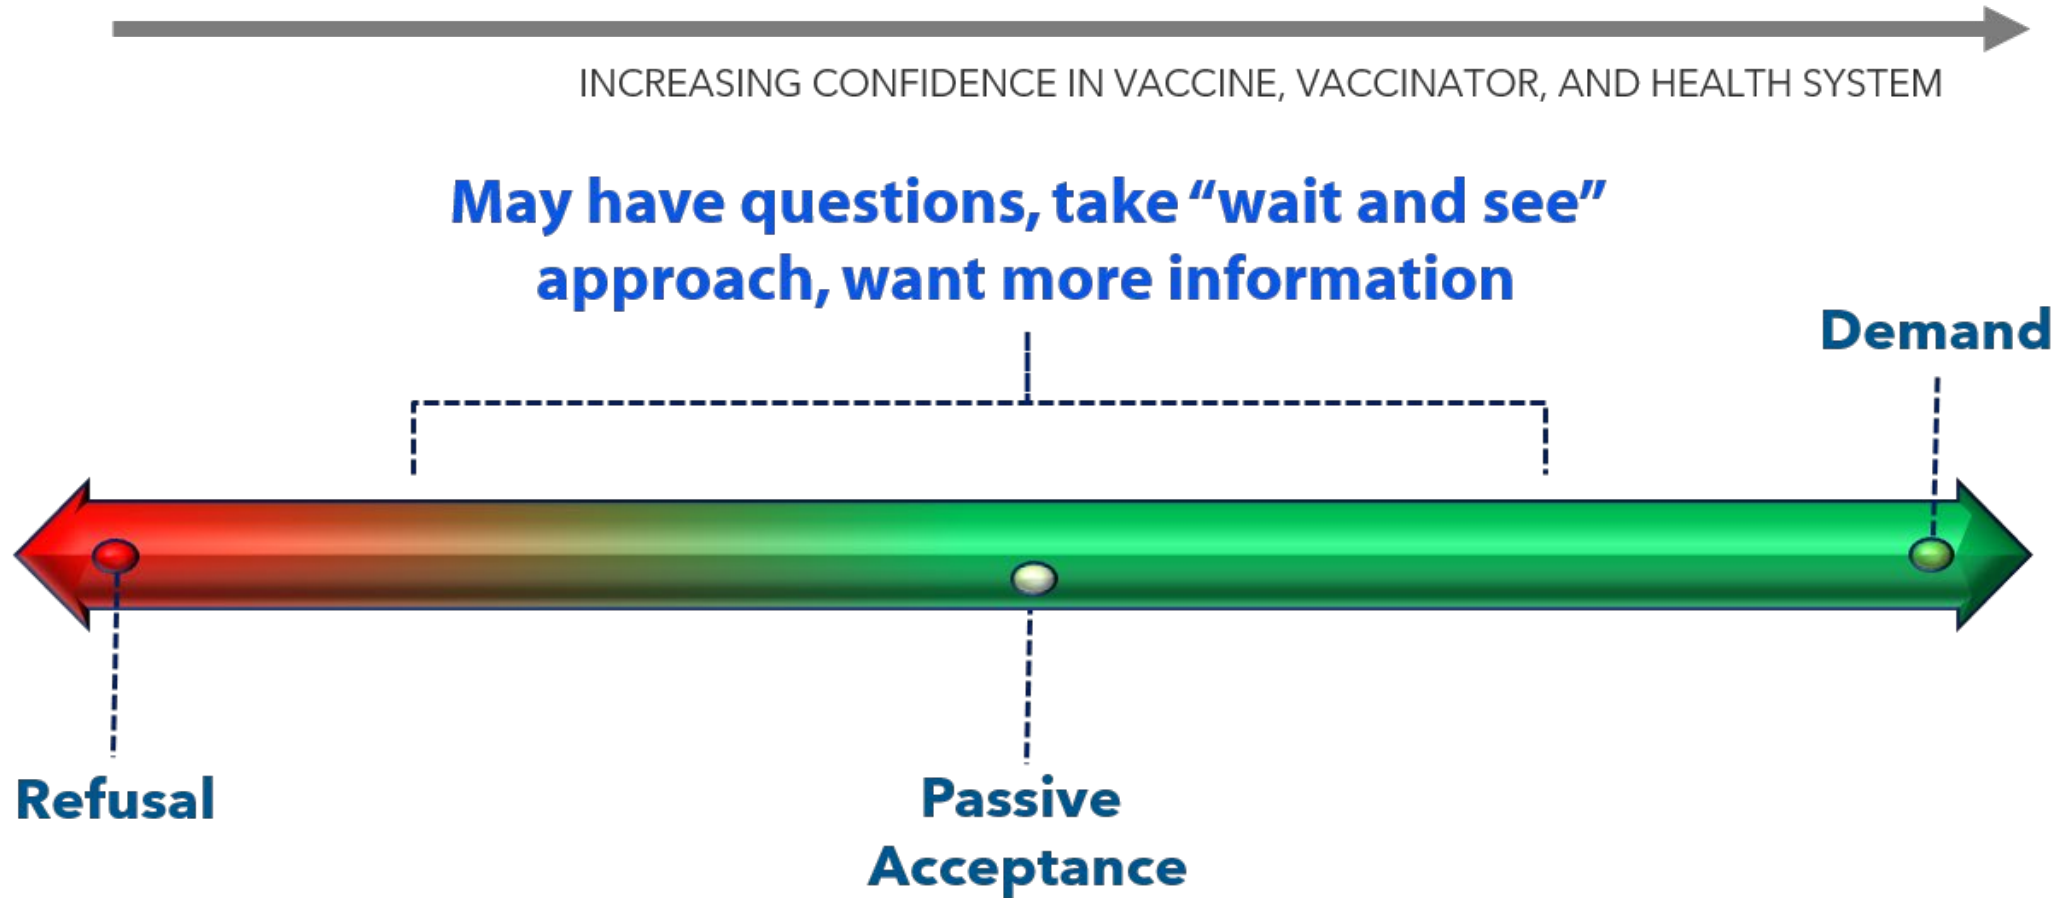 INCREASING CONFIDENCE IN VACCINE, VACCINATOR, AND HEALTH SYSTEM
May have questions, take “wait and see”
approach, want more information
Demand
Refusal
Passive
Acceptance